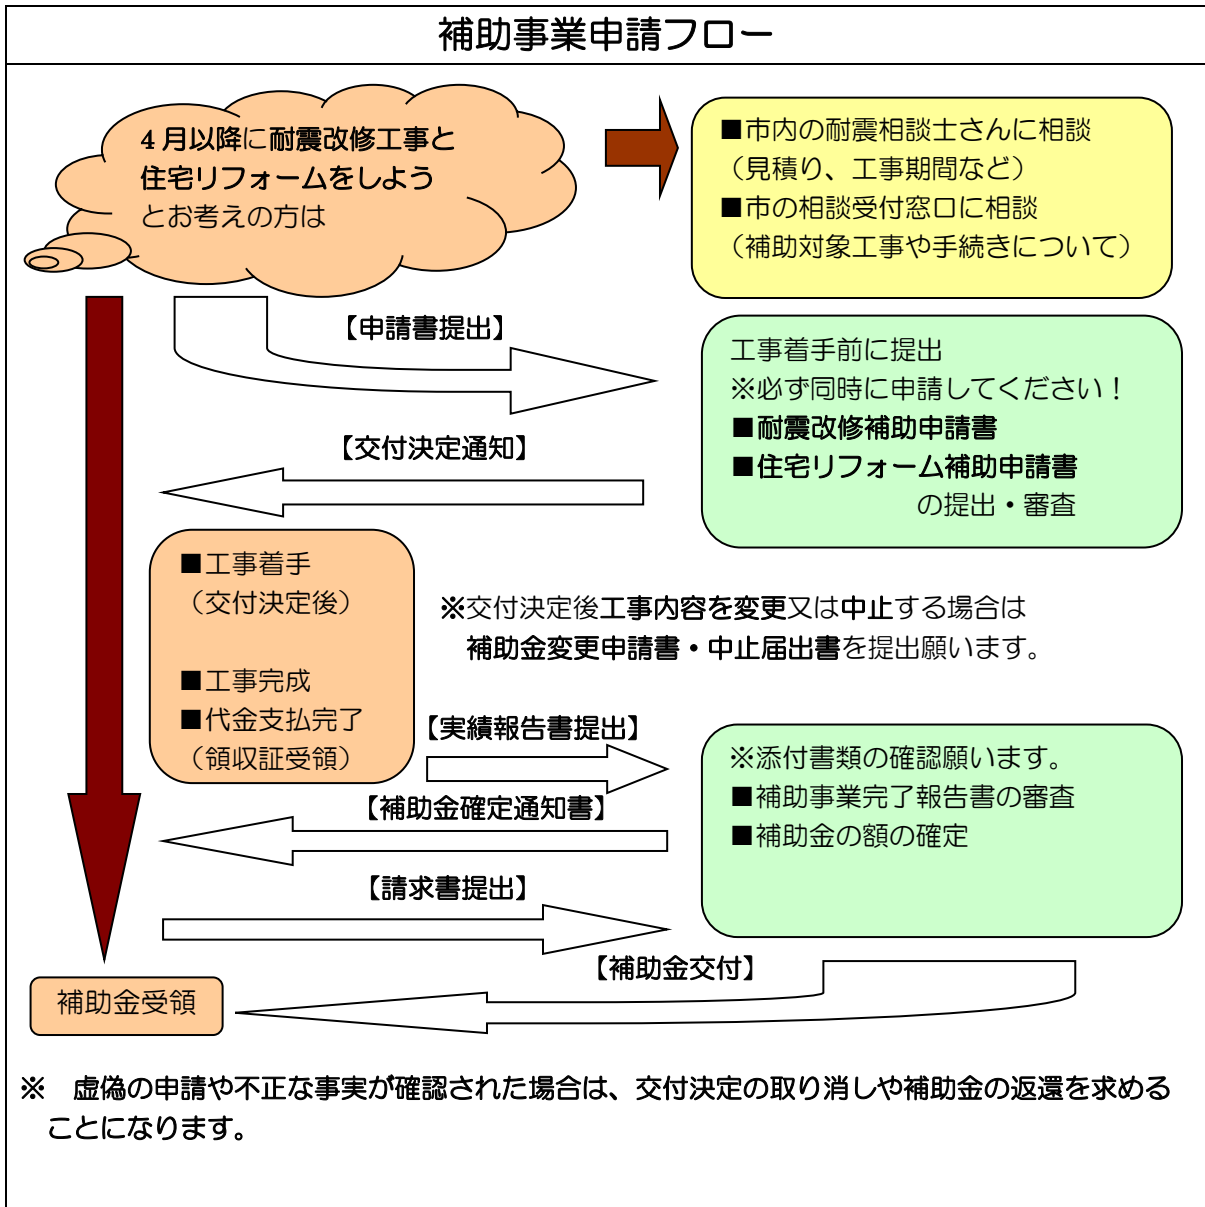 補助事業申請フロー
4月以降に耐震改修工事と
住宅リフォームをしよう
とお考えの方は
■市内の耐震相談士さんに相談
（見積り、工事期間など）
■市の相談受付窓口に相談
（補助対象工事や手続きについて）
【申請書提出】
工事着手前に提出
※必ず同時に申請してください！
■耐震改修補助申請書
■住宅リフォーム補助申請書
の提出・審査
【交付決定通知】
■工事着手
（交付決定後）
■工事完成
■代金支払完了
（領収証受領）
※交付決定後工事内容を変更又は中止する場合は
補助金変更申請書・中止届出書を提出願います。
【実績報告書提出】
※添付書類の確認願います。
■補助事業完了報告書の審査
■補助金の額の確定
【補助金確定通知書】
【請求書提出】
【補助金交付】
補助金受領
※　虚偽の申請や不正な事実が確認された場合は、交付決定の取り消しや補助金の返還を求める
ことになります。